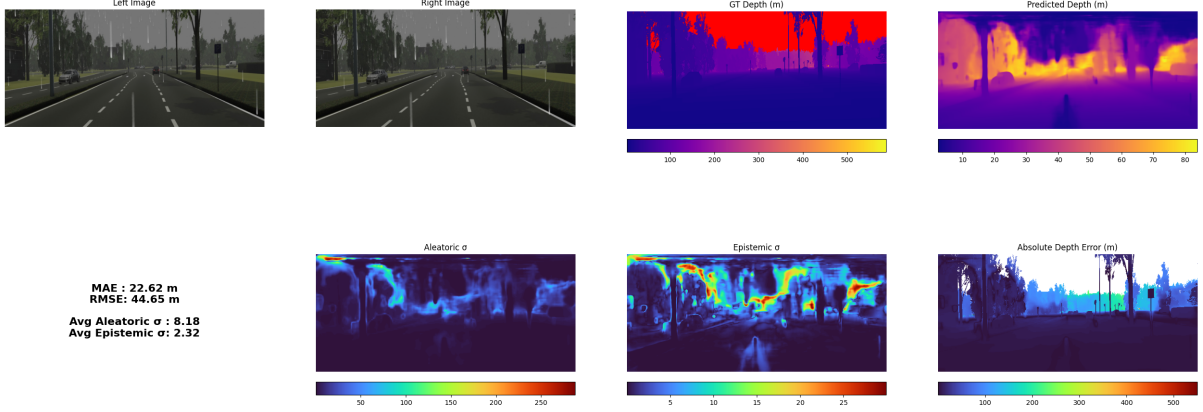 Left Image
Right Image
GT Depth (m)
Predicted Depth (m)
100 200 300 400 500
10 20 30 40 50 60 70 80
Aleatoric σ
Epistemic σ
Absolute Depth Error (m)
MAE : 22.62 m
RMSE: 44.65 m
Avg Aleatoric σ : 8.18
Avg Epistemic σ: 2.32
50 100 150 200 250
5 10 15 20 25
100 200 300 400 500